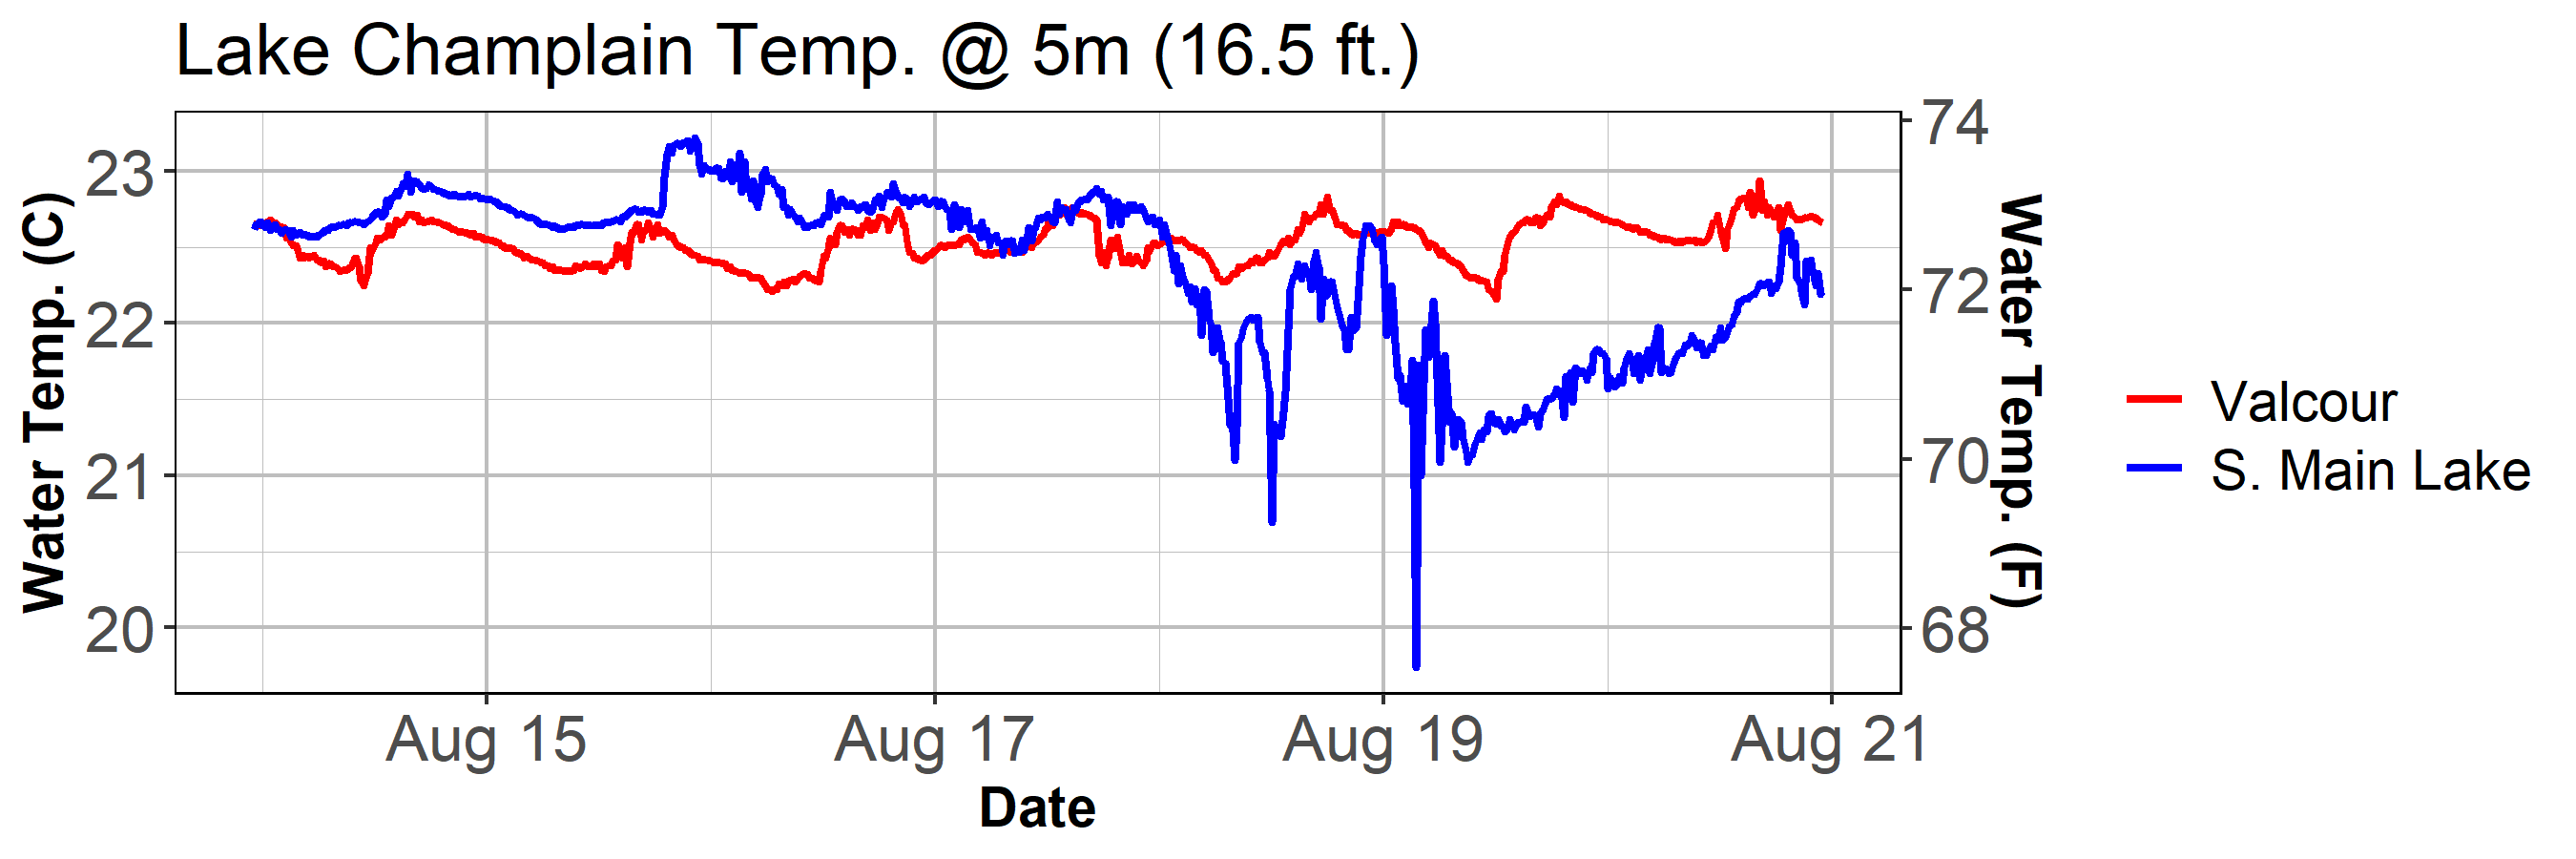 Lake Champlain Temp. @ 5m (16.5 ft.)
Water Temp. (C)
23
22
21
20
74
72
70
68
Water Temp. (F)
Aug 15
Aug 17
Aug 19
Aug 21
Date
Valcour
S. Main Lake